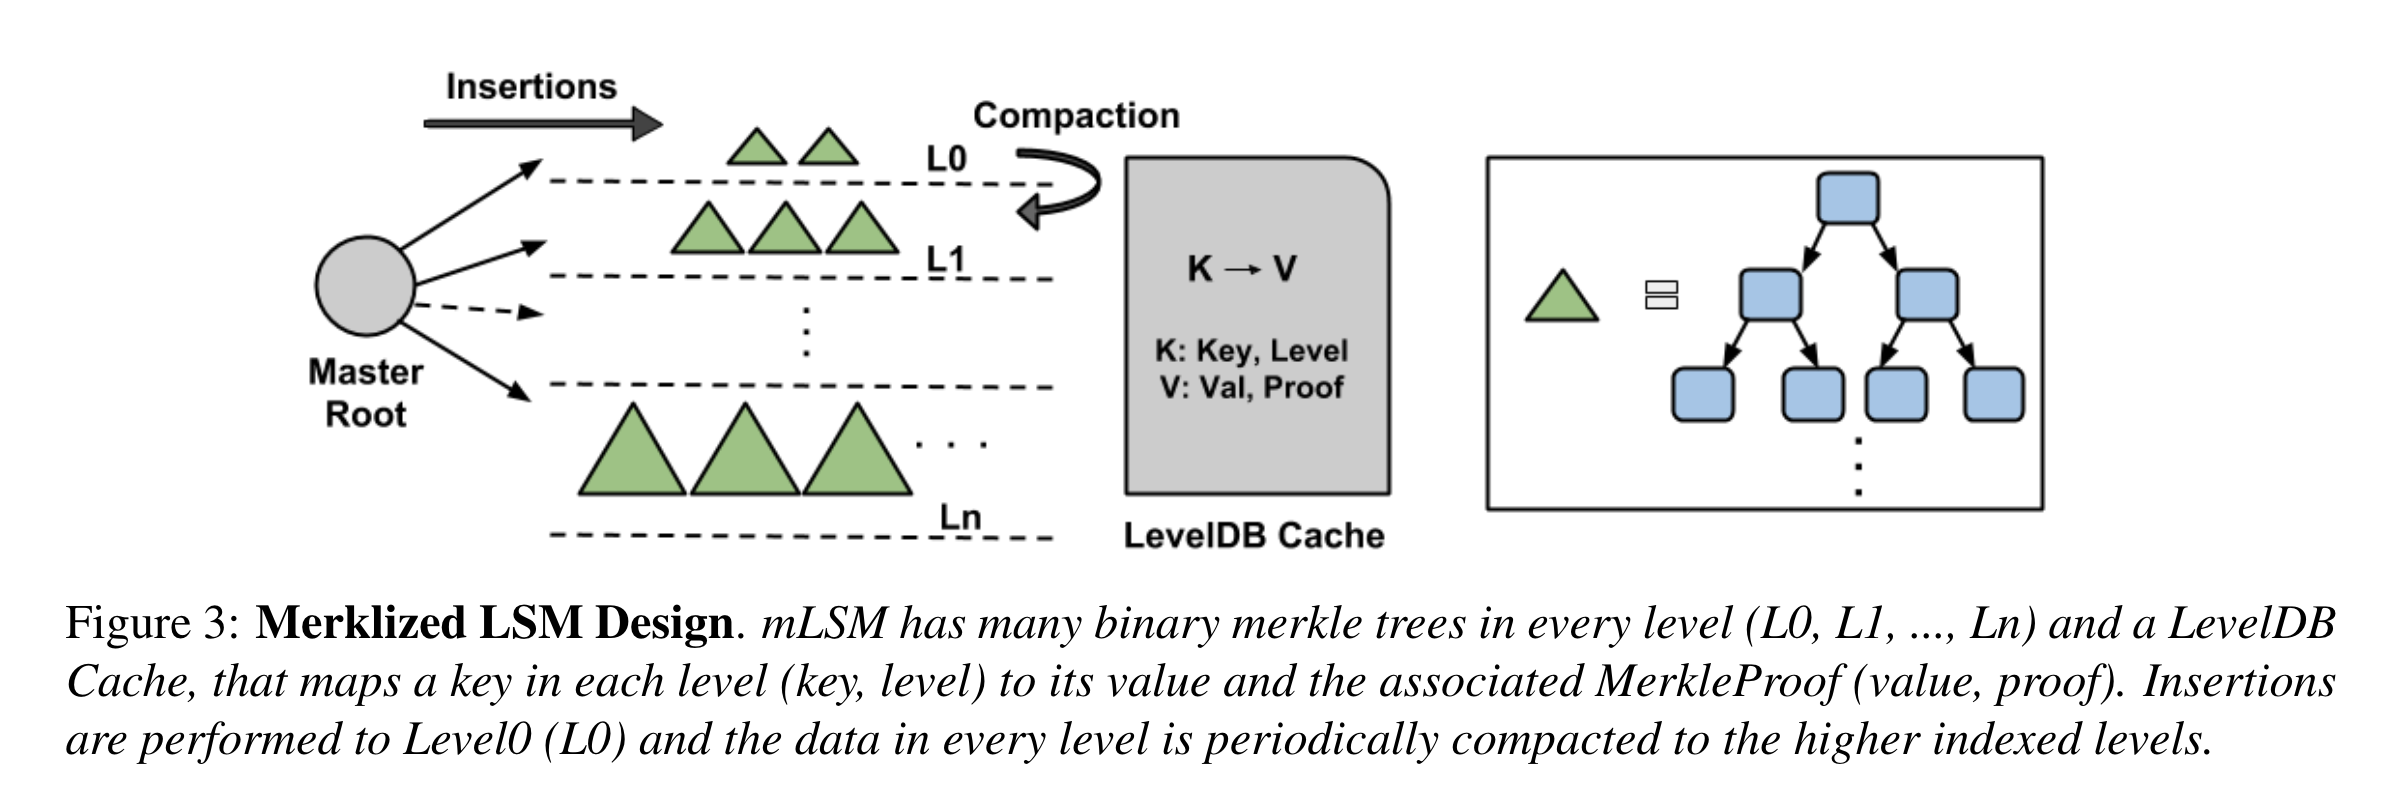 Insertions
Compaction
L0
L1
Master
Root
Ln
K → V
K: Key, Level
V: Val, Proof
LevelDB Cache
Figure 3: Merklized LSM Design. mLSM has many binary merkle trees in every level (L0, L1, ..., Ln) and a LevelDB
Cache, that maps a key in each level (key, level) to its value and the associated MerkleProof (value, proof). Insertions
are performed to Level0 (L0) and the data in every level is periodically compacted to the higher indexed levels.